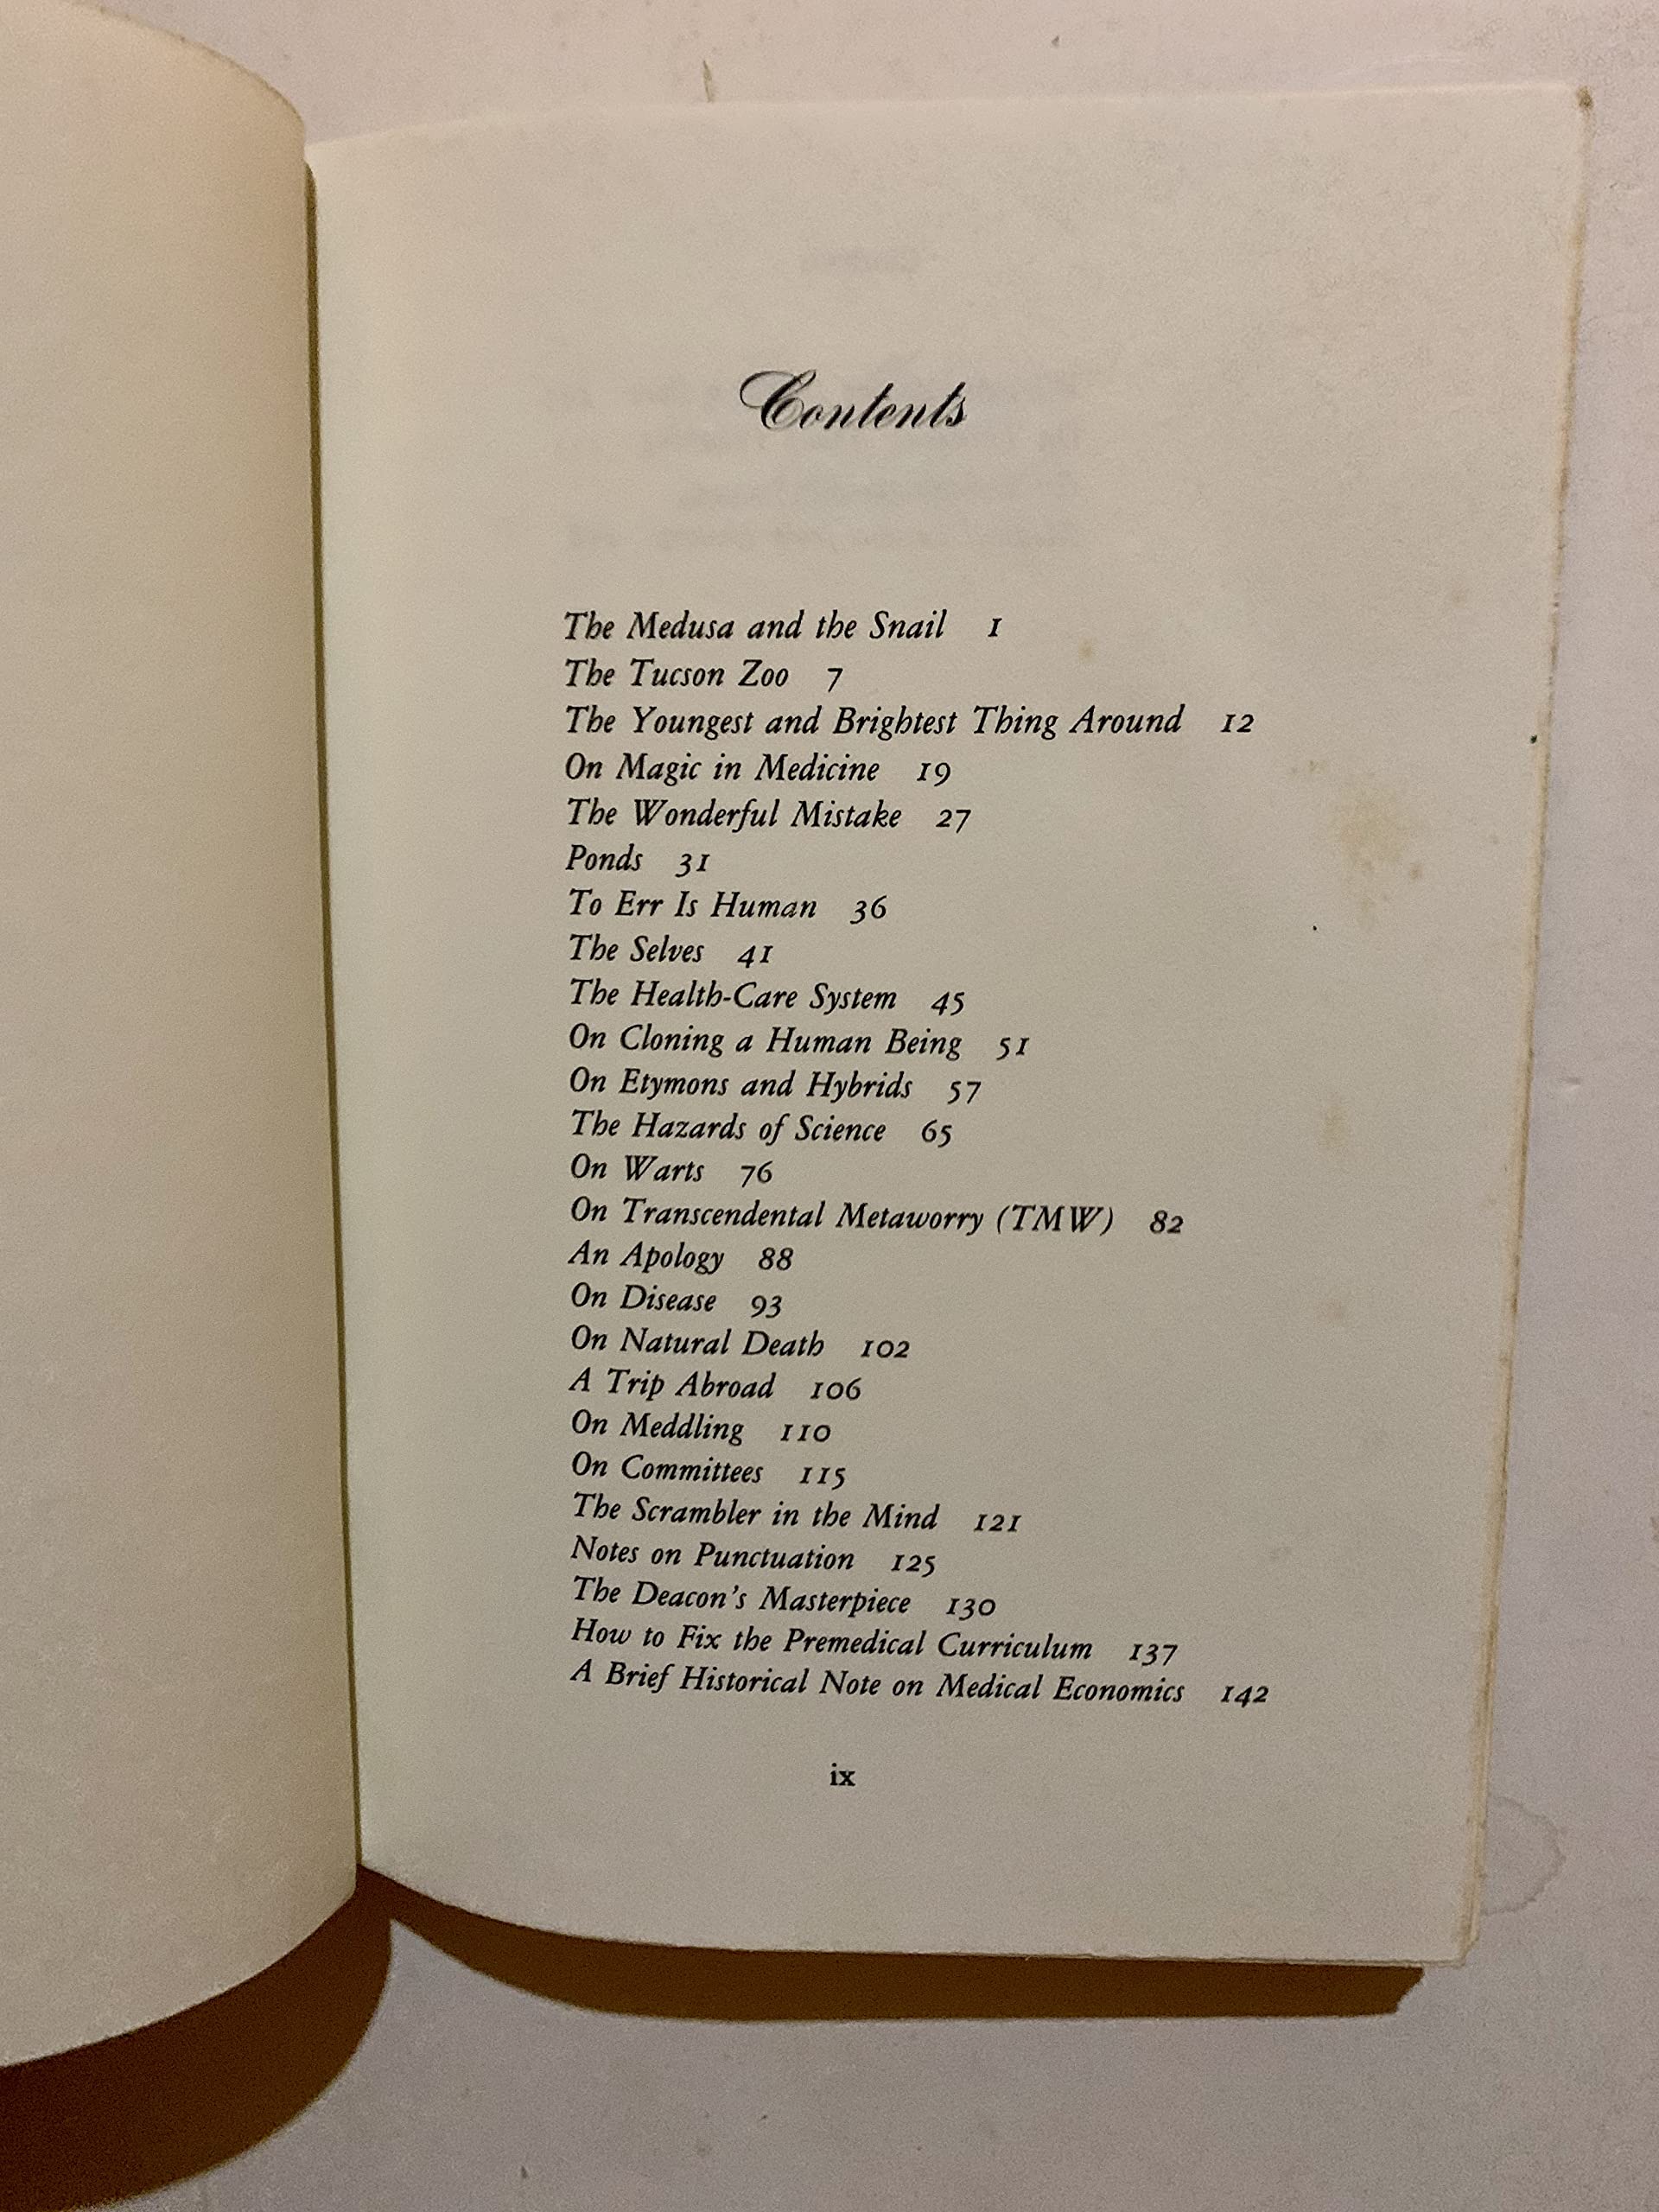 Contents
The Medusa and the Snail 1
The Tucson Zoo 7
The Youngest and Brightest Thing Around 12
On Magic in Medicine 19
The Wonderful Mistake 27
Ponds 31
To Err Is Human 36
The Selves 41
The Health-Care System 45
On Cloning a Human Being 51
On Etymons and Hybrids 57
The Hazards of Science 65
On Warts 76
On Transcendental Metaworry (TMW) 82
An Apology 88
On Disease 93
On Natural Death 102
A Trip Abroad 106
On Meddling 110
On Committees 115
The Scrambler in the Mind 121
Notes on Punctuation 125
The Deacon's Masterpiece 130
How to Fix the Premedical Curriculum 137
A Brief Historical Note on Medical Economics 142
ix